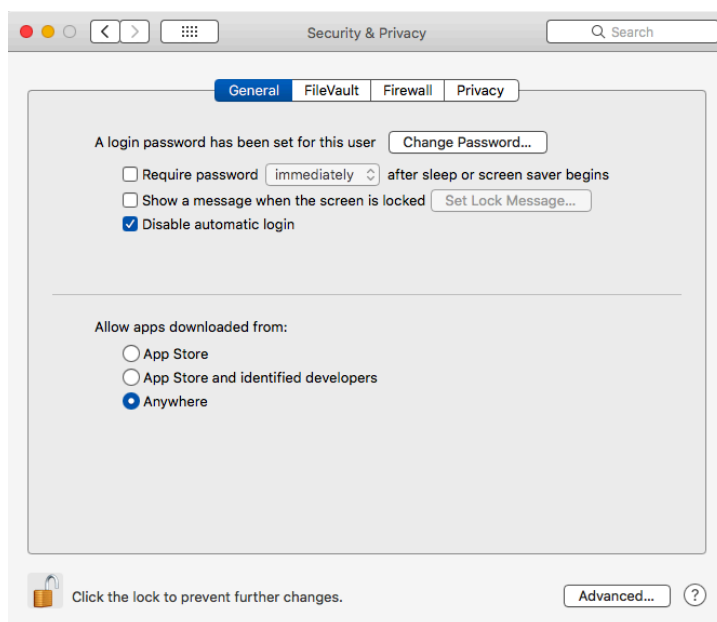 Security & Privacy
Search
General FileVault Firewall Privacy
A login password has been set for this user Change Password...
Require password immediately after sleep or screen saver begins
Show a message when the screen is locked Set Lock Message...
Disable automatic login
Allow apps downloaded from:
App Store
App Store and identified developers
Anywhere
Click the lock to prevent further changes.
Advanced... ?